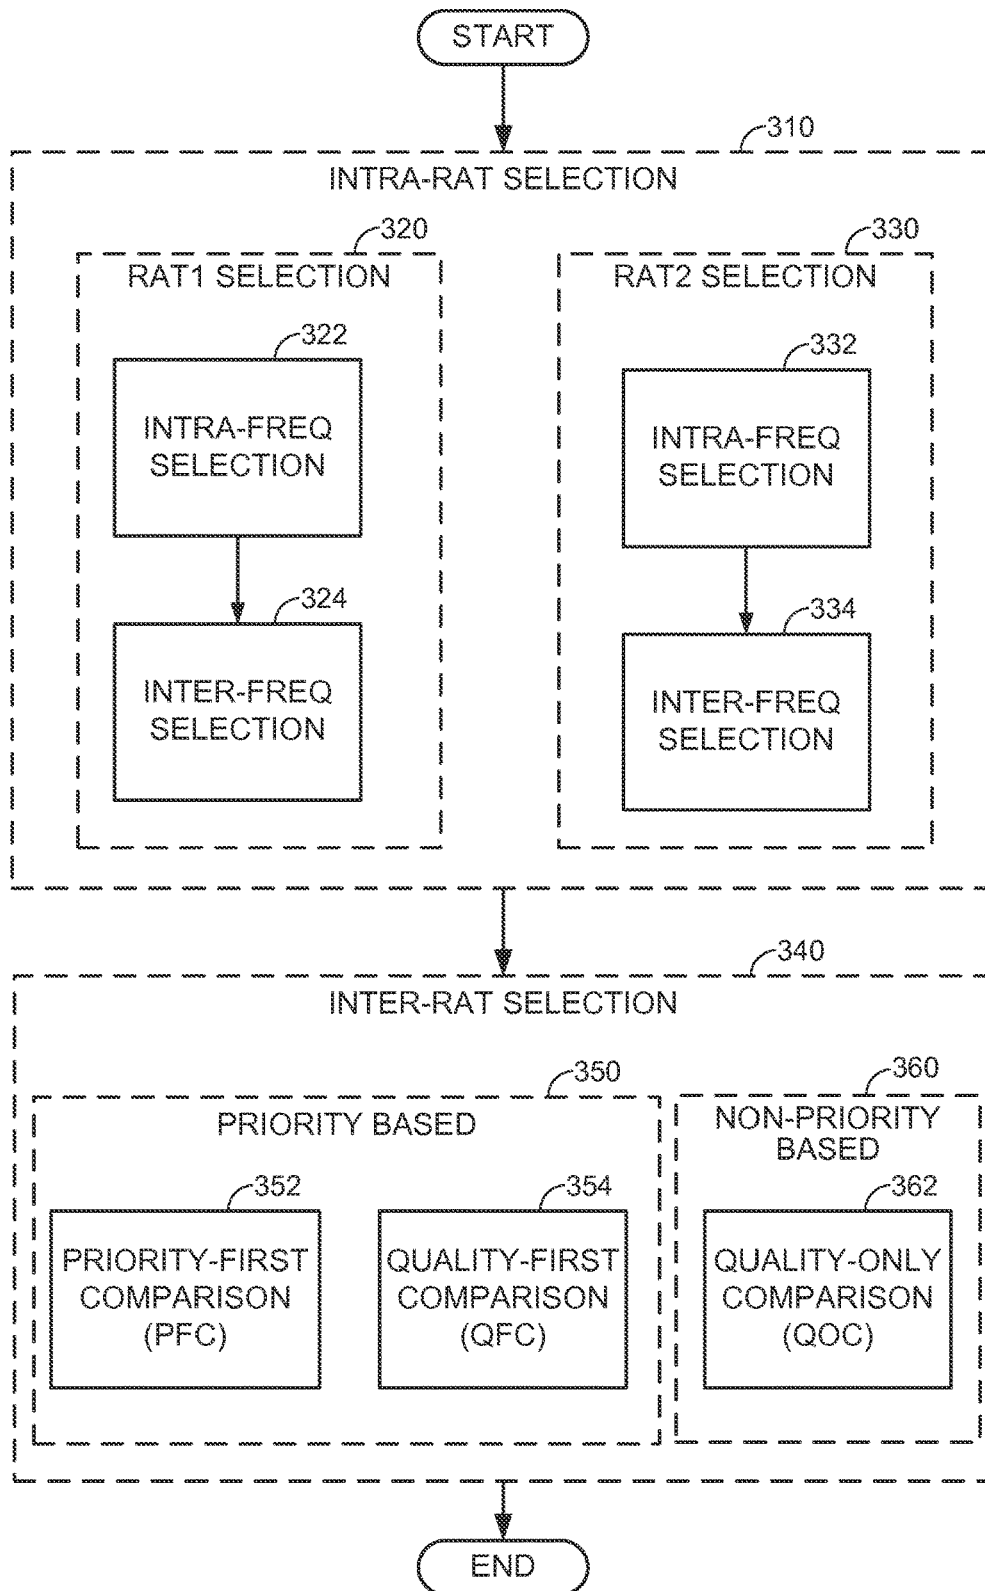 START
310
INTRA-RAT SELECTION
320
RAT1 SELECTION
322
INTRA-FREQ
SELECTION
324
INTER-FREQ
SELECTION
330
RAT2 SELECTION
332
INTRA-FREQ
SELECTION
334
INTER-FREQ
SELECTION
340
INTER-RAT SELECTION
350
PRIORITY BASED
352
PRIORITY-FIRST
COMPARISON
(PFC)
354
QUALITY-FIRST
COMPARISON
(QFC)
360
NON-PRIORITY
BASED
362
QUALITY-ONLY
COMPARISON
(QOC)
END